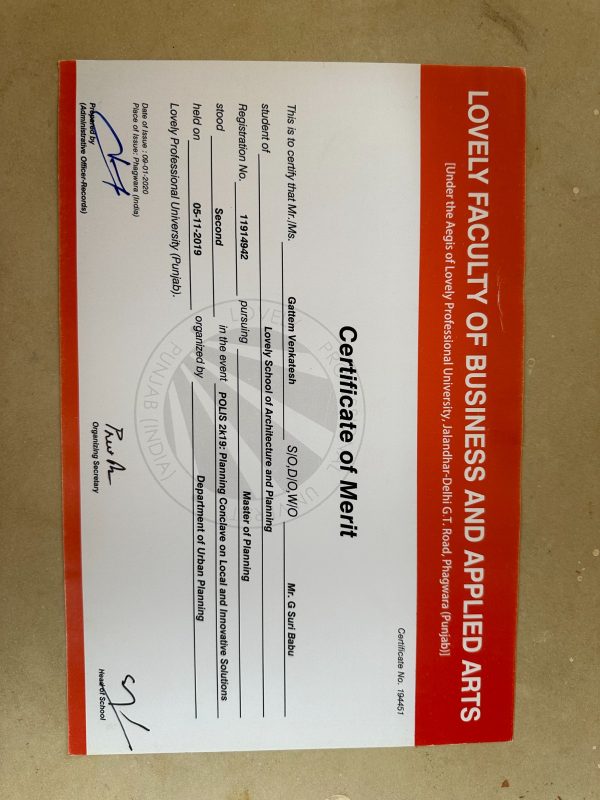 LOVELY FACULTY OF BUSINESS AND APPLIED ARTS
[Under the Aegis of Lovely Professional University, Jalandhar-Delhi G.T. Road, Phagwara (Punjab)]
Certificate No. 194451
Certificate of Merit
This is to certify that Mr./Ms. Gattem Venkatesh S/O,D/O,W/O Mr. G Suri Babu
student of Lovely School of Architecture and Planning
Registration No. 11914942 pursuing Master of Planning
stood Second in the event POLIS 2k19: Planning Conclave on Local and Innovative Solutions
held on 05-11-2019 organized by Department of Urban Planning
Lovely Professional University (Punjab).
PUNJAB (INDIA)
Date of Issue : 09-01-2020
Place of Issue: Phagwara (India)
Prepared by
(Administrative Officer-Records)
Organizing Secretary
Head of School